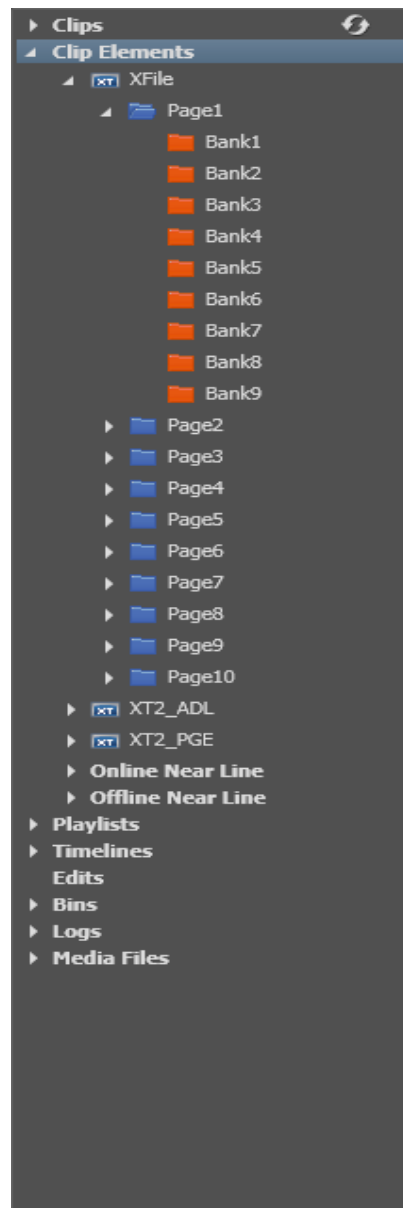 Clips
Clip Elements
XT XFile
Page1
Bank1
Bank2
Bank3
Bank4
Bank5
Bank6
Bank7
Bank8
Bank9
Page2
Page3
Page4
Page5
Page6
Page7
Page8
Page9
Page10
XT XT2_ADL
XT XT2_PGE
Online Near Line
Offline Near Line
Playlists
Timelines
Edits
Bins
Logs
Media Files